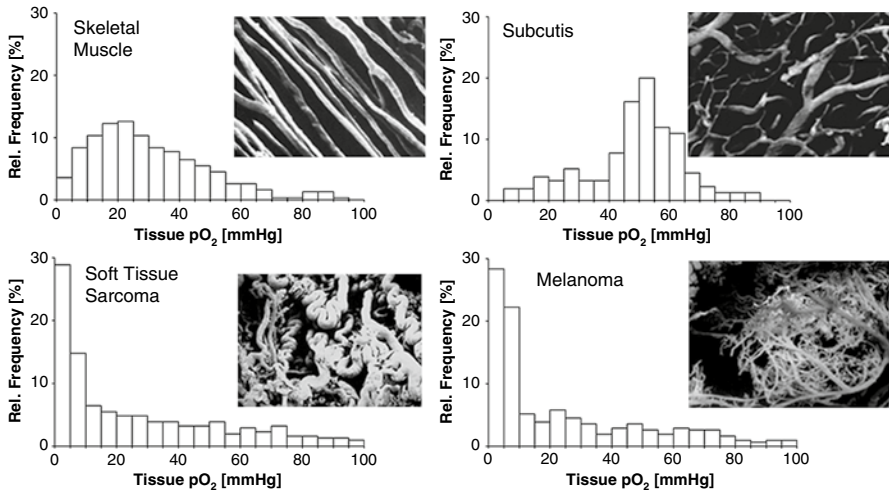 Skeletal
Muscle
Rel. Frequency [%]
30
20
10
0
0 20 40 60 80 100
Tissue pO₂ [mmHg]
Subcutis
Rel. Frequency [%]
30
20
10
0
0 20 40 60 80 100
Tissue pO₂ [mmHg]
Soft Tissue
Sarcoma
Rel. Frequency [%]
30
20
10
0
0 20 40 60 80 100
Tissue pO₂ [mmHg]
Melanoma
Rel. Frequency [%]
30
20
10
0
0 20 40 60 80 100
Tissue pO₂ [mmHg]